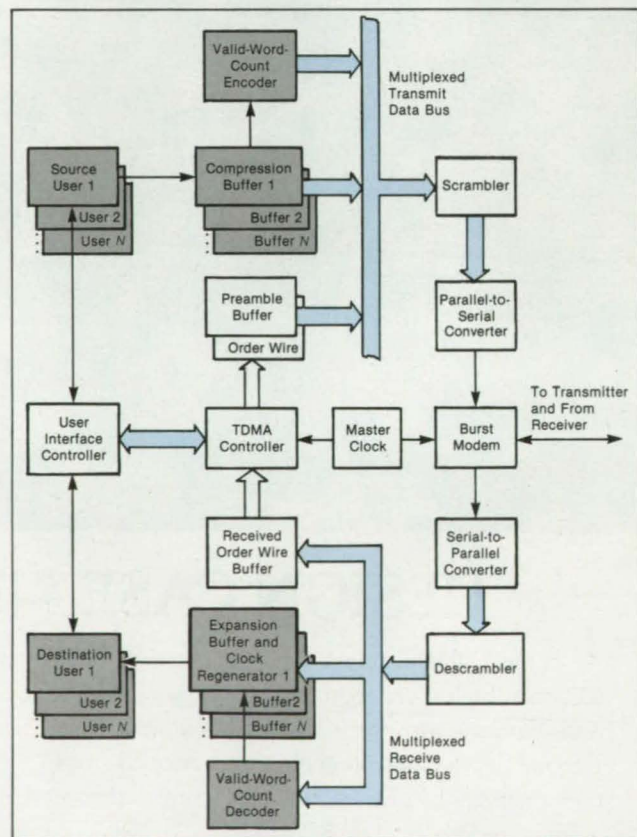 Valid-Word-
Count
Encoder
Multiplexed
Transmit
Data Bus
Source
User 1
User 2
User N
Compression
Buffer 1
Buffer 2
Buffer N
Scrambler
Preamble
Buffer
Order Wire
Parallel-to-
Serial
Converter
To Transmitter
and From
Receiver
User
Interface
Controller
TDMA
Controller
Master
Clock
Burst
Modem
Received
Order Wire
Buffer
Serial-to-
Parallel
Converter
Destination
User 1
User 2
User N
Expansion
Buffer and
Clock
Regenerator 1
Buffer2
Buffer N
Descrambler
Valid-Word-
Count
Decoder
Multiplexed
Receive
Data Bus